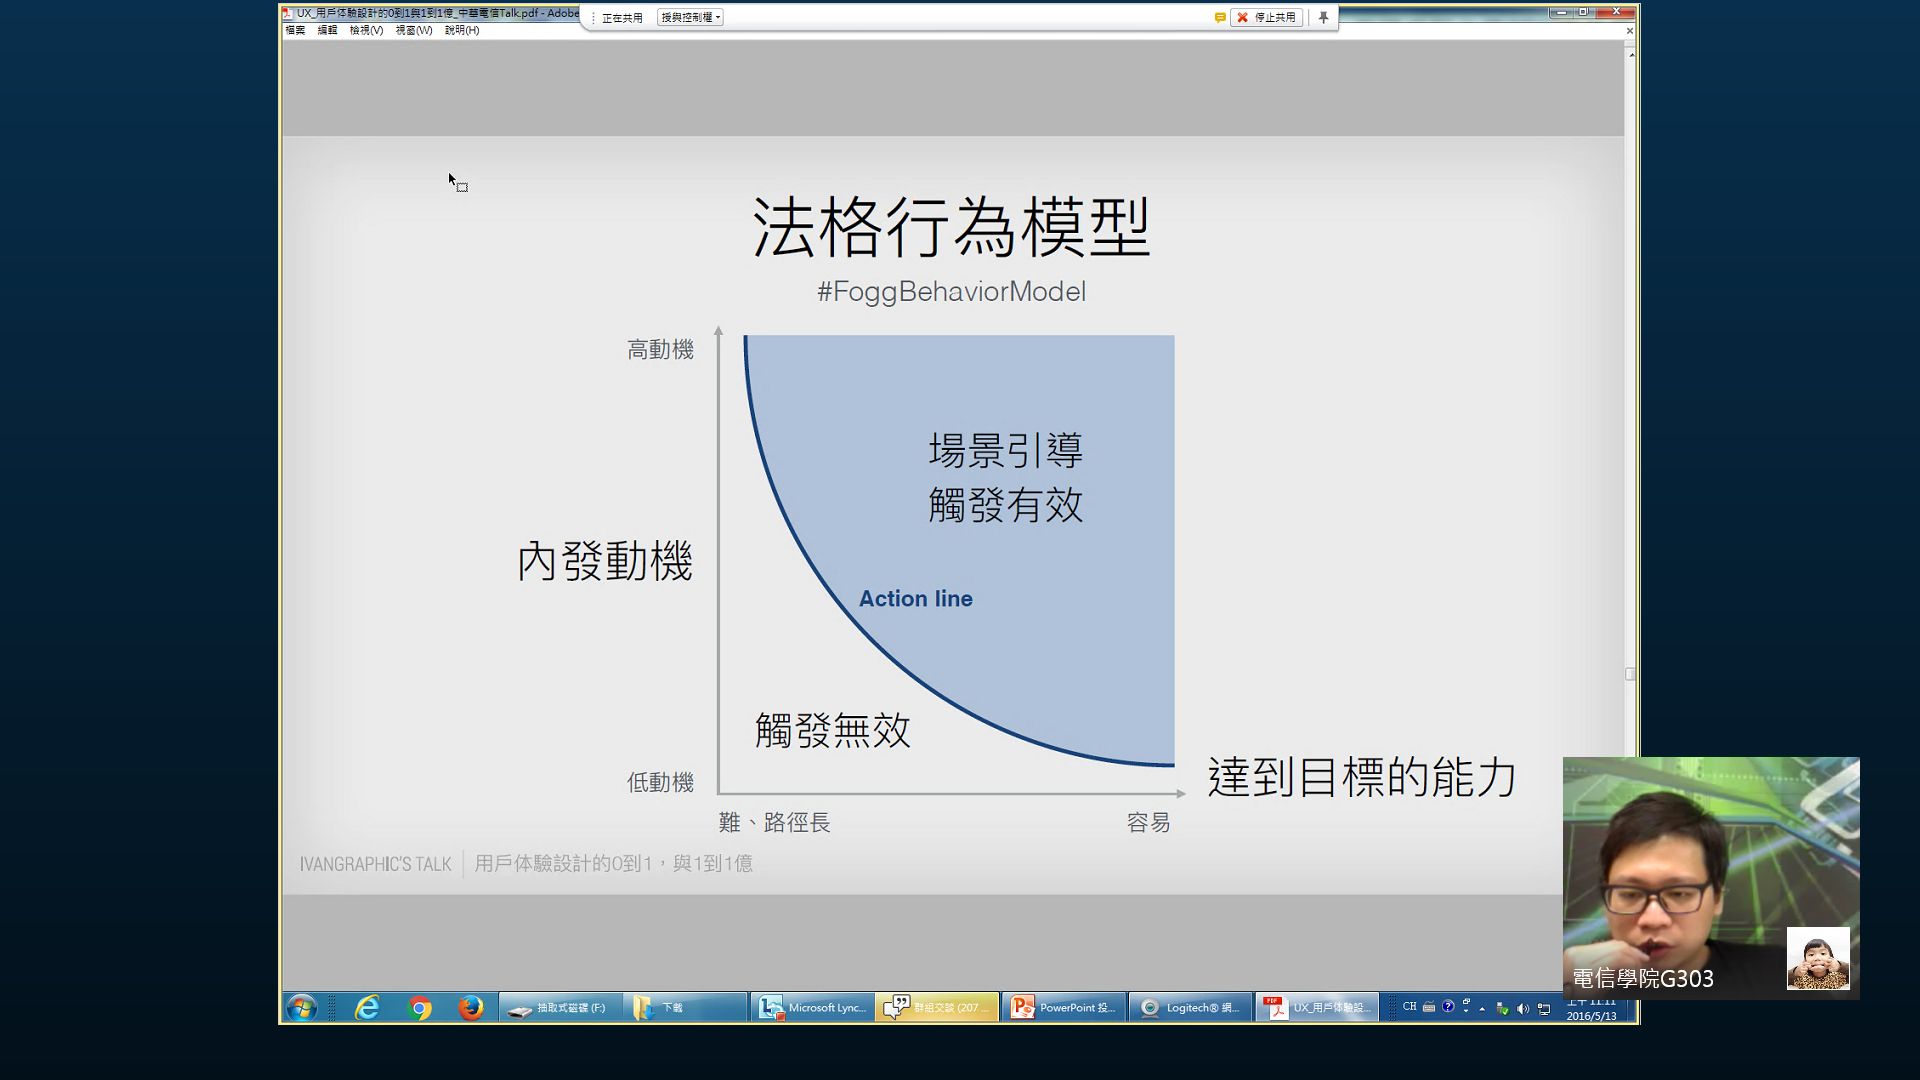 UX_用戶体驗設計的0到1與1到1億_中華電信Talk.pdf - Adobe
正在共用
授與控制權
停止共用
檔案 編輯 檢視(V) 視窗(W) 說明(H)
法格行為模型
#FoggBehaviorModel
高動機
場景引導
觸發有效
內發動機
Action line
觸發無效
低動機
達到目標的能力
難、路徑長
容易
IVANGRAPHIC'S TALK
用戶体驗設計的0到1，與1到1億
電信學院G303
抽取式磁碟 (F:)
下載
Microsoft Lync...
群組交談 (207 ...
PowerPoint 投...
Logitech® 網...
UX_用戶体驗設...
CH
上午 11:11
2016/5/13